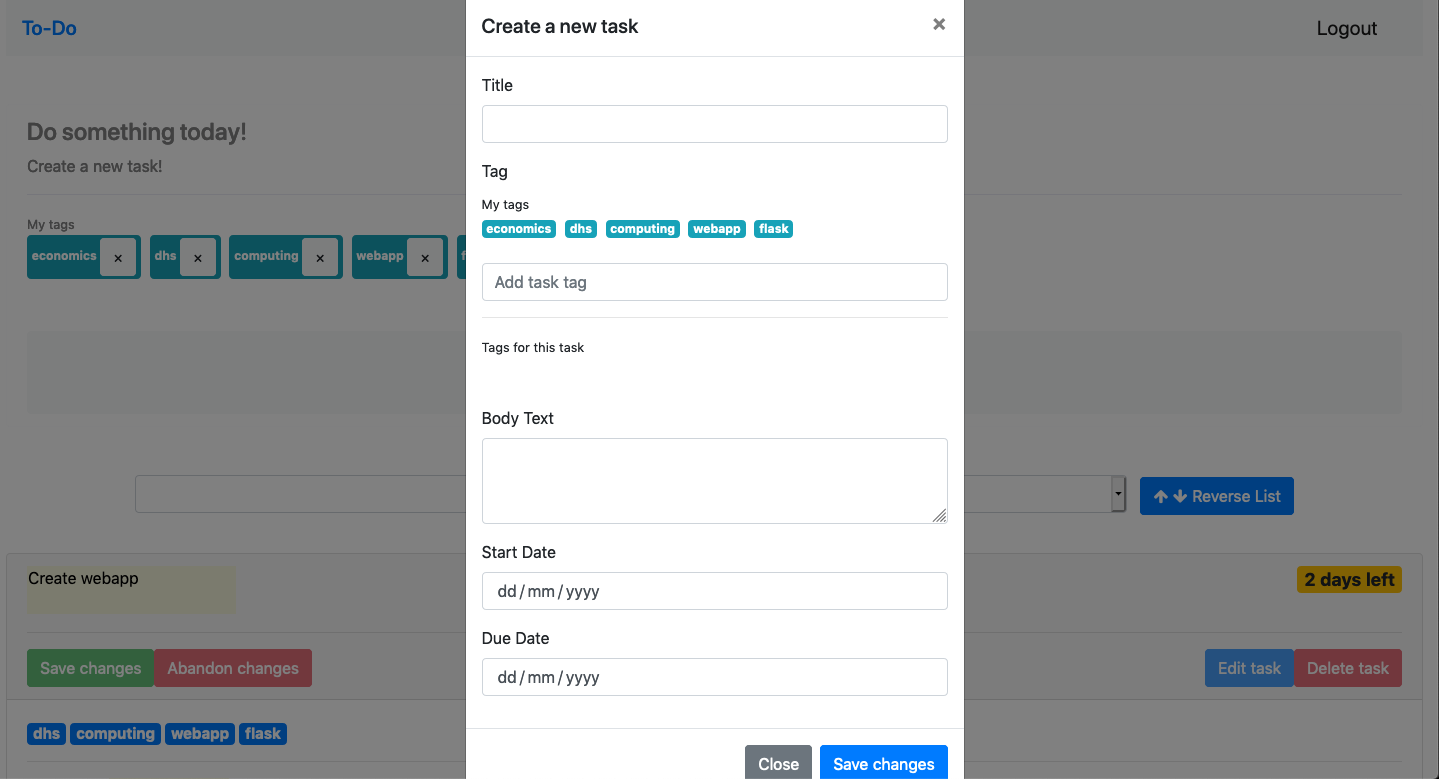 To-Do
Logout
Create a new task
×
Title
Tag
My tags
economics dhs computing webapp flask
Add task tag
Tags for this task
Body Text
Start Date
dd/mm/yyyy
Due Date
dd/mm/yyyy
Close Save changes
Do something today!
Create a new task!
My tags
economics × dhs × computing × webapp × f
Reverse List
Create webapp
2 days left
Save changes Abandon changes
Edit task Delete task
dhs computing webapp flask